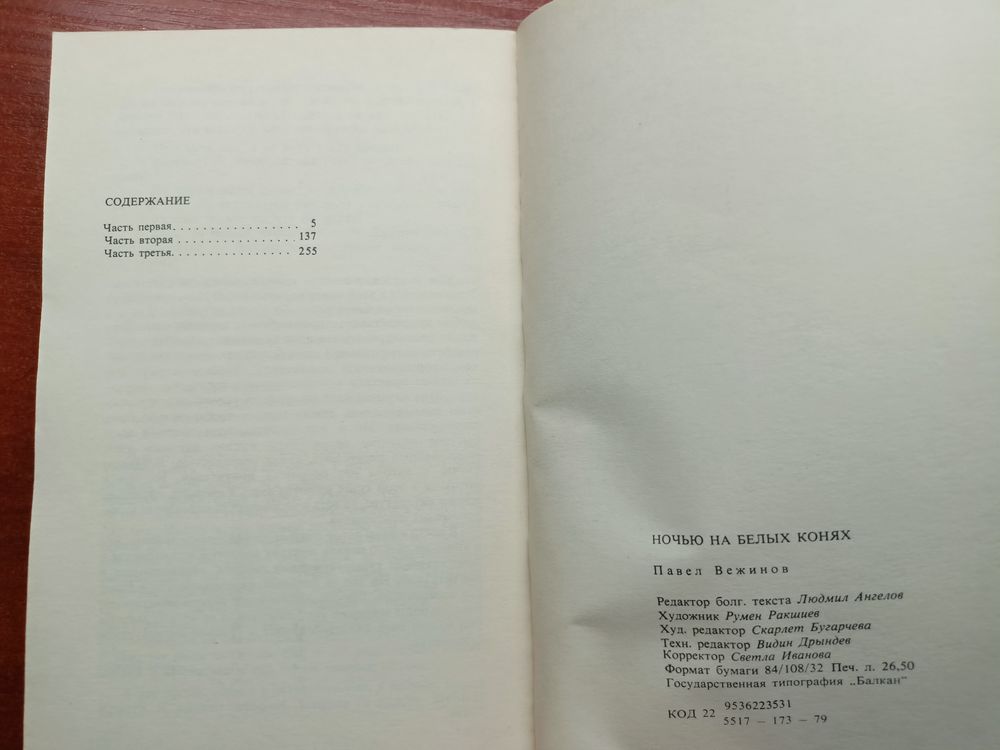 СОДЕРЖАНИЕ
Часть первая. . . . . . . . . . . . . . . . . . 5
Часть вторая . . . . . . . . . . . . . . . . 137
Часть третья. . . . . . . . . . . . . . . . 255
НОЧЬЮ НА БЕЛЫХ КОНЯХ
Павел Вежинов
Редактор болг. текста Людмил Ангелов
Художник Румен Ракшиев
Худ. редактор Скарлет Бугарчева
Техн. редактор Видин Дрындев
Корректор Светла Иванова
Формат бумаги 84/108/32 Печ. л. 26,50
Государственная типография „Балкан"
КОД 22 9536223531
5517 — 173 — 79